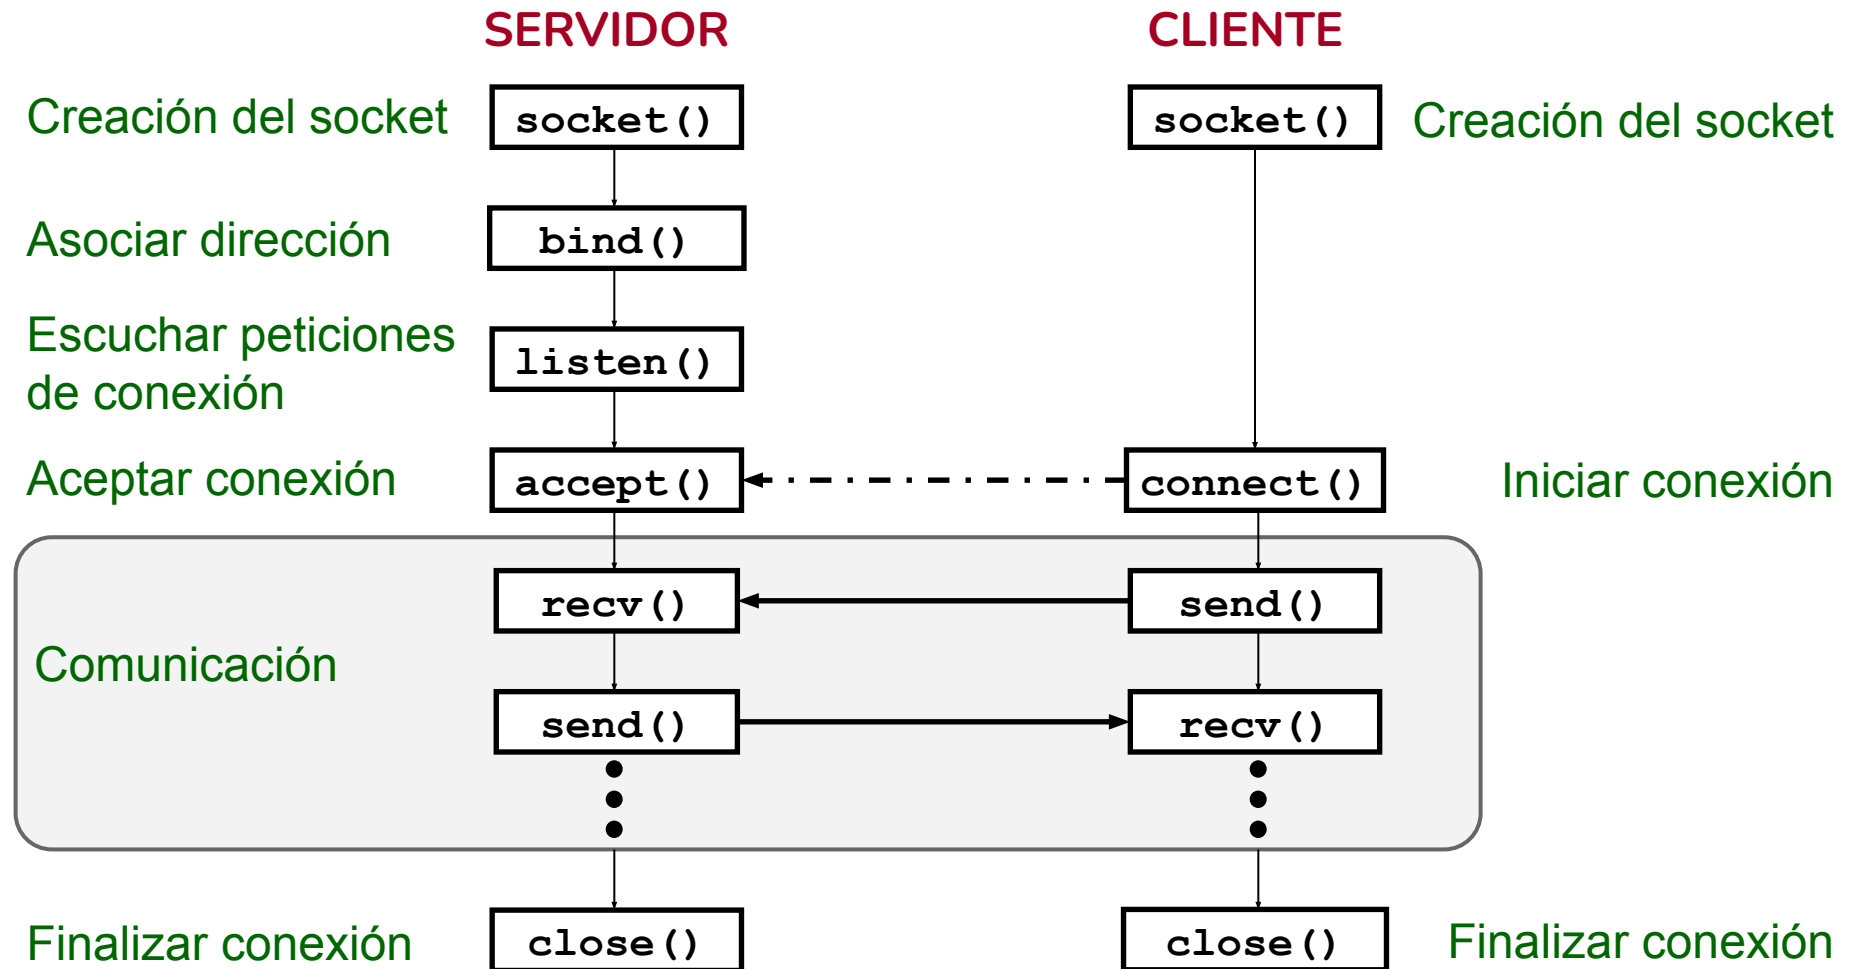 SERVIDOR
CLIENTE
Creación del socket
socket()
socket()
Creación del socket
Asociar dirección
bind()
Escuchar peticiones
de conexión
listen()
Aceptar conexión
accept()
connect()
Iniciar conexión
recv()
send()
Comunicación
send()
recv()
Finalizar conexión
close()
close()
Finalizar conexión